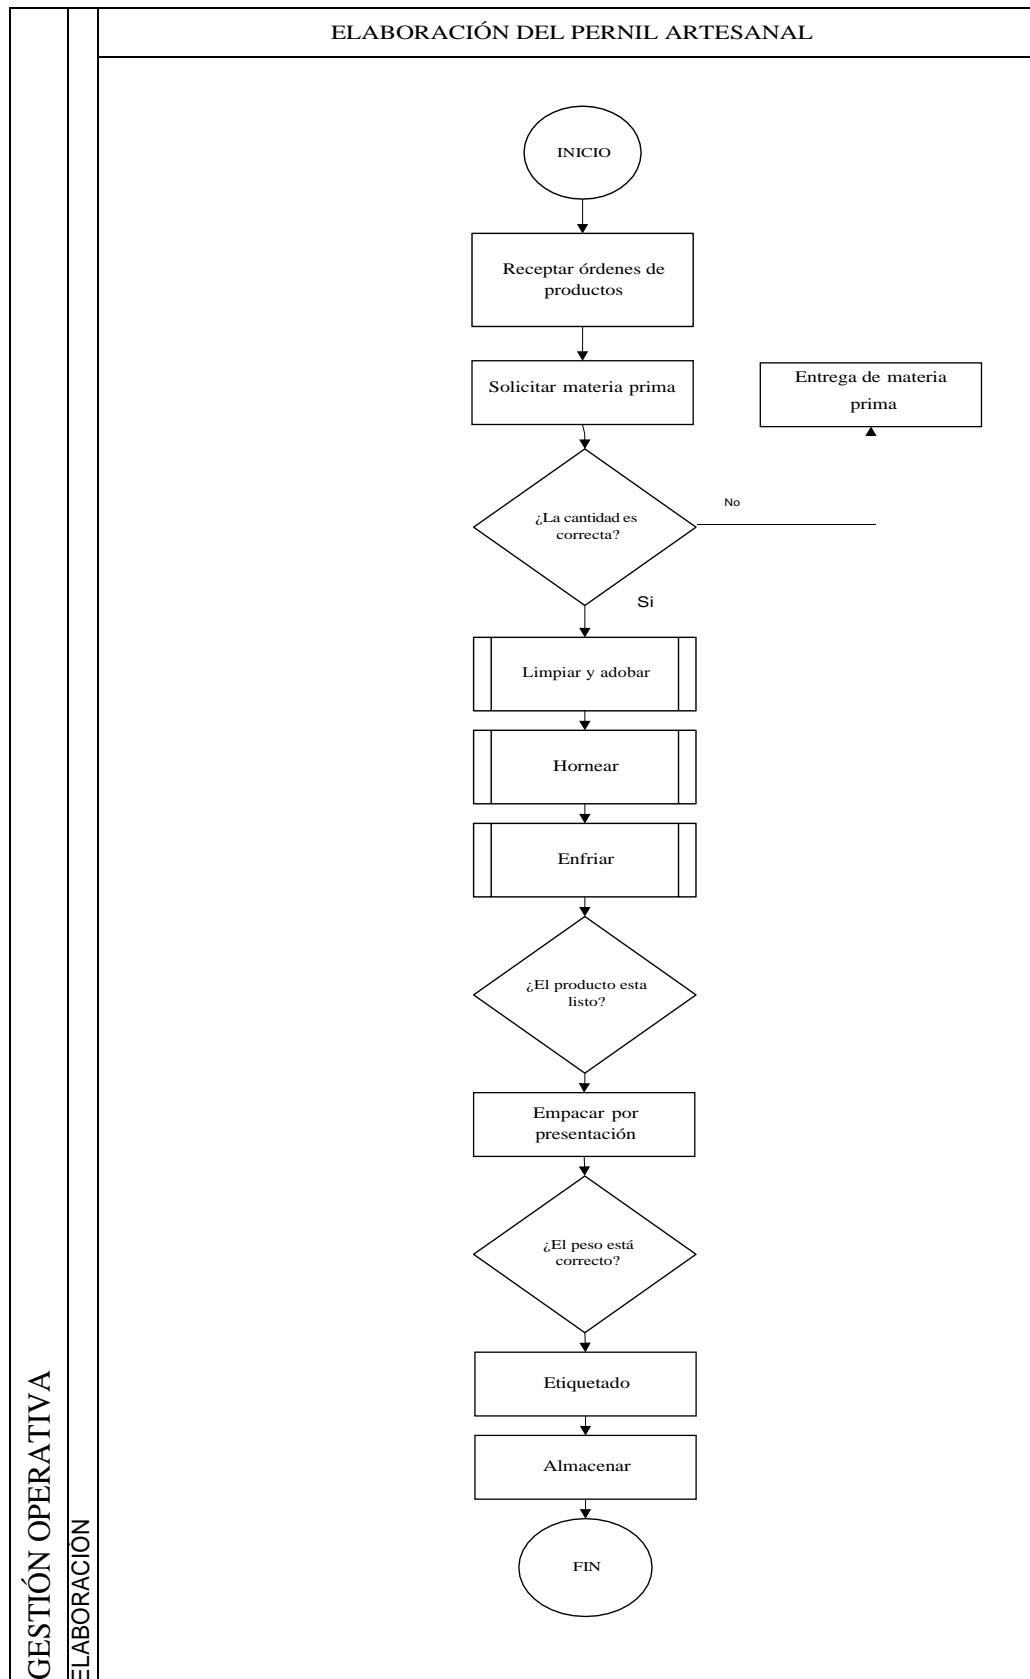 ELABORACIÓN DEL PERNIL ARTESANAL
INICIO
Receptar órdenes de
productos
Solicitar materia prima
Entrega de materia
prima
¿La cantidad es
correcta?
No
Si
Limpiar y adobar
Hornear
Enfriar
¿El producto esta
listo?
Empacar por
presentación
¿El peso está
correcto?
Etiquetado
Almacenar
FIN
GESTIÓN OPERATIVA
ELABORACIÓN